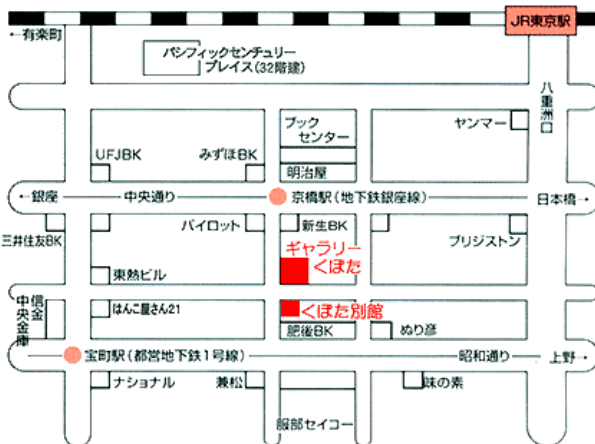 JR東京駅
←有楽町
パシフィックセンチュリー
プレイス(32階建)
八重洲口
ブック
センター
ヤンマー
UFJBK
みずほBK
明治屋
←銀座
中央通り
京橋駅(地下鉄銀座線)
日本橋→
三井住友BK
パイロット
新生BK
ブリジストン
ギャラリー
くぼた
東熱ビル
中央金庫
信金
はんこ屋さん21
くぼた別館
肥後BK
ぬり彦
宝町駅(都営地下鉄1号線)
昭和通り
上野→
ナショナル
兼松
味の素
服部セイコー